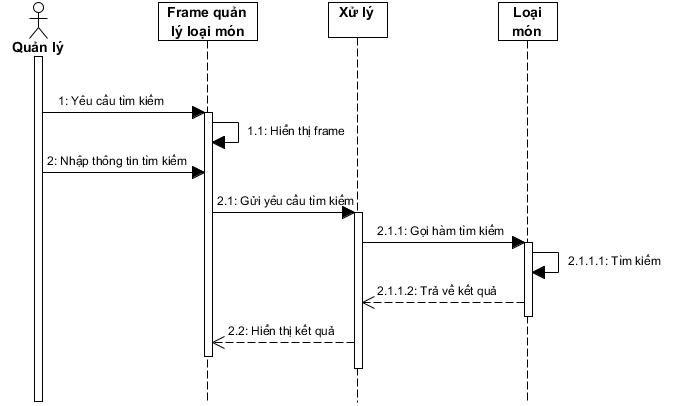 Quản lý
Frame quản
lý loại món
Xử lý
Loại
món
1: Yêu cầu tìm kiếm
1.1: Hiển thị frame
2: Nhập thông tin tìm kiếm
2.1: Gửi yêu cầu tìm kiếm
2.1.1: Gọi hàm tìm kiếm
2.1.1.1: Tìm kiếm
2.1.1.2: Trả về kết quả
2.2: Hiển thị kết quả